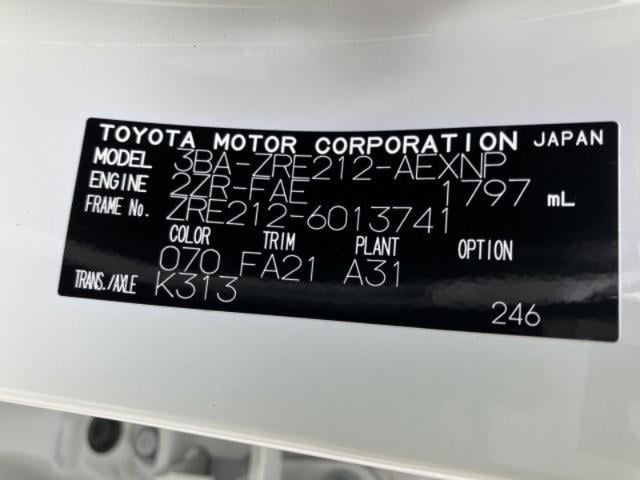 TOYOTA MOTOR CORPORATION JAPAN
MODEL 3BA-ZRE212-AEXNP
ENGINE 2ZR-FAE 1797 mL
FRAME No. ZRE212-6013741
COLOR TRIM PLANT OPTION
070 FA21 A31
TRANS./AXLE K313
246